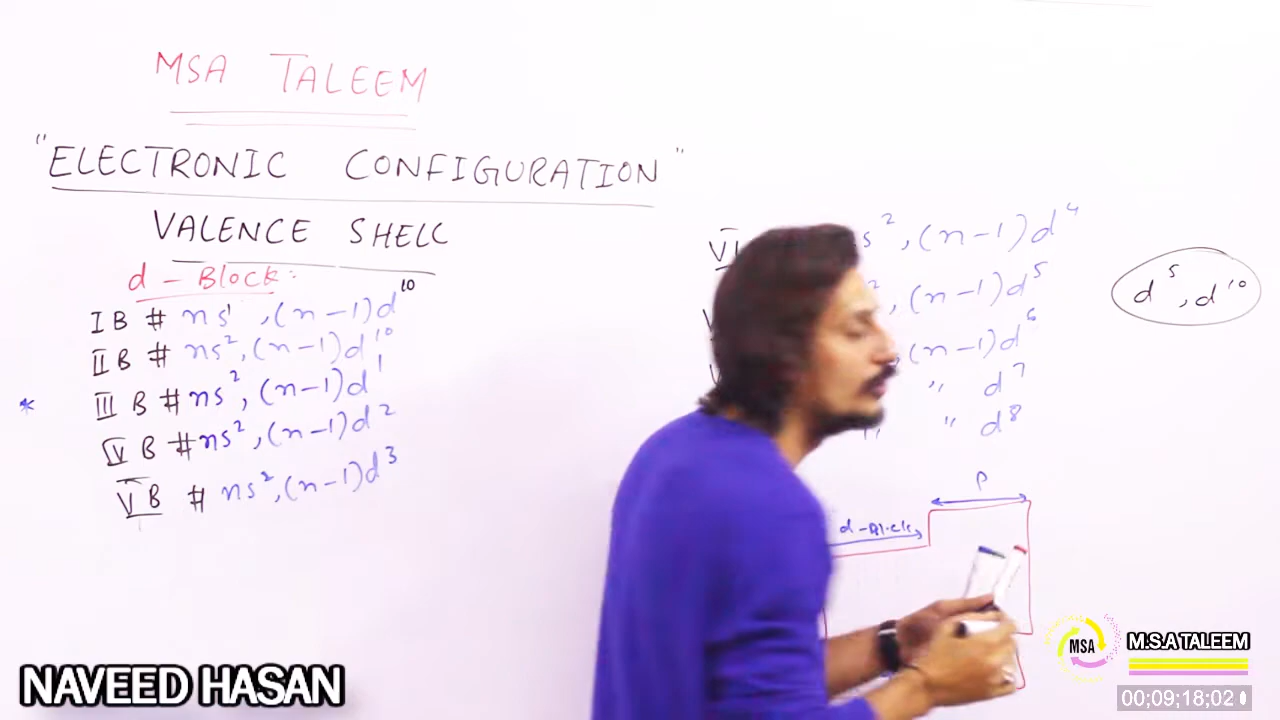 MSA TALEEM
"ELECTRONIC CONFIGURATION"
VALENCE SHELL
d - BLOCK:
I B # ns¹, (n-1)d¹⁰
II B # ns², (n-1)d¹⁰
* III B # ns², (n-1)d¹
IV B # ns², (n-1)d²
V B # ns², (n-1)d³
s², (n-1)d⁴
², (n-1)d⁵
, (n-1)d⁶
" d⁷
" " d⁸
d⁵, d¹⁰
P
d-Block
MSA
M.S.A TALEEM
NAVEED HASAN
00;09;18;02